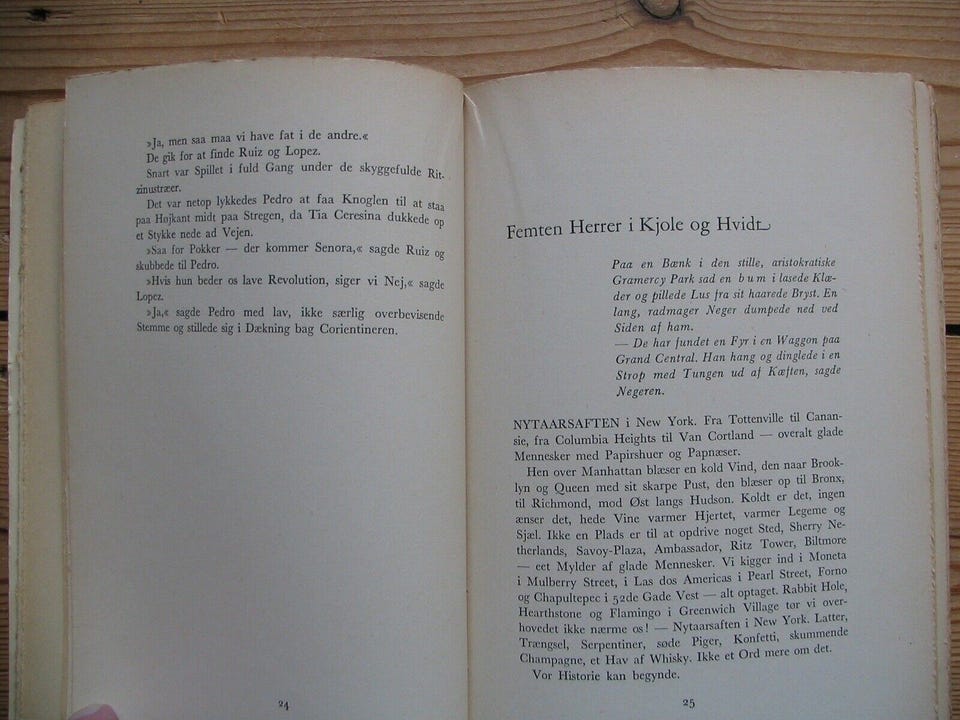 »Ja, men saa maa vi have fat i de andre.«
De gik for at finde Ruiz og Lopez.
Snart var Spillet i fuld Gang under de skyggefulde Rit-
zinustræer.
Det var netop lykkedes Pedro at faa Knoglen til at staa
paa Højkant midt paa Stregen, da Tia Ceresina dukkede op
et Stykke nede ad Vejen.
»Saa for Pokker — der kommer Senora,« sagde Ruiz og
skubbede til Pedro.
»Hvis hun beder os lave Revolution, siger vi Nej,« sagde
Lopez.
»Ja,« sagde Pedro med lav, ikke særlig overbevisende
Stemme og stillede sig i Dækning bag Corientineren.
24
Femten Herrer i Kjole og Hvidt
Paa en Bænk i den stille, aristokratiske
Gramercy Park sad en bum i lasede Klæ-
der og pillede Lus fra sit haarede Bryst. En
lang, radmager Neger dumpede ned ved
Siden af ham.
— De har fundet en Fyr i en Waggon paa
Grand Central. Han hang og dinglede i en
Strop med Tungen ud af Kæften, sagde
Negeren.
NYTAARSAFTEN i New York. Fra Tottenville til Canan-
sie, fra Columbia Heights til Van Cortland — overalt glade
Mennesker med Papirshuer og Papnæser.
Hen over Manhattan blæser en kold Vind, den naar Brook-
lyn og Queen med sit skarpe Pust, den blæser op til Bronx,
til Richmond, mod Øst langs Hudson. Koldt er det, ingen
ænser det, hede Vine varmer Hjertet, varmer Legeme og
Sjæl. Ikke en Plads er til at opdrive noget Sted, Sherry Ne-
therlands, Savoy-Plaza, Ambassador, Ritz Tower, Biltmore
— eet Mylder af glade Mennesker. Vi kigger ind i Moneta
i Mulberry Street, i Las dos Americas i Pearl Street, Forno
og Chapultepec i 52de Gade Vest — alt optaget. Rabbit Hole,
Hearthstone og Flamingo i Greenwich Village tør vi over-
hovedet ikke nærme os! — Nytaarsaften i New York. Latter,
Trængsel, Serpentiner, søde Piger, Konfetti, skummende
Champagne, et Hav af Whisky. Ikke et Ord mere om det.
Vor Historie kan begynde.
25